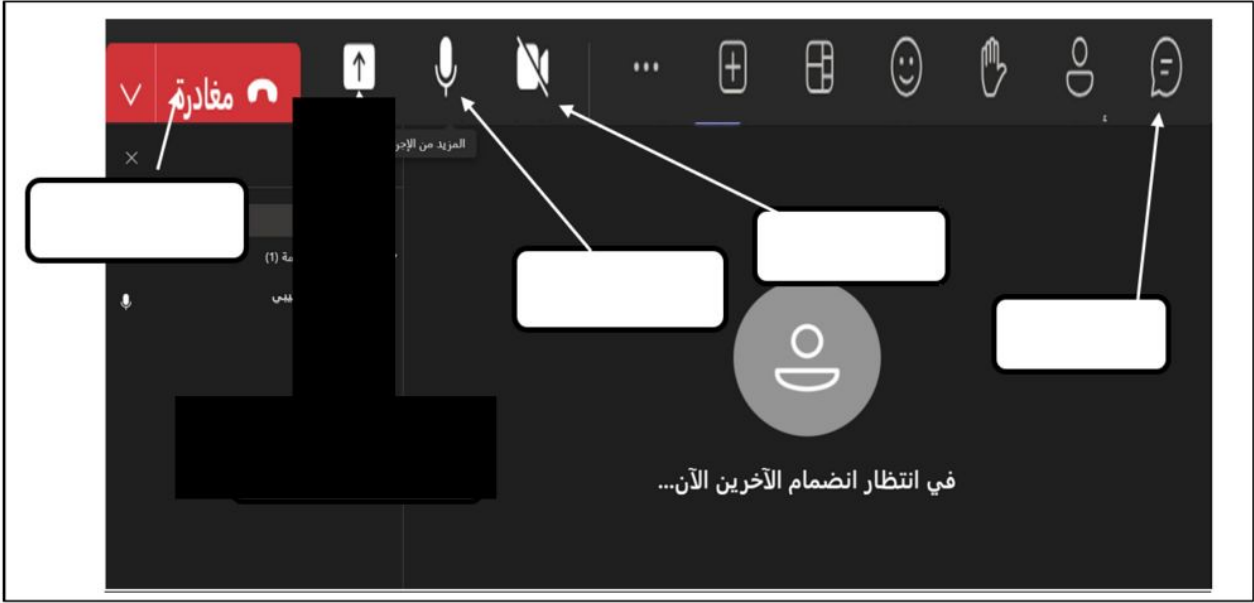 مغادرة
المزيد من الإجر
(1)
في انتظار انضمام الآخرين الآن...